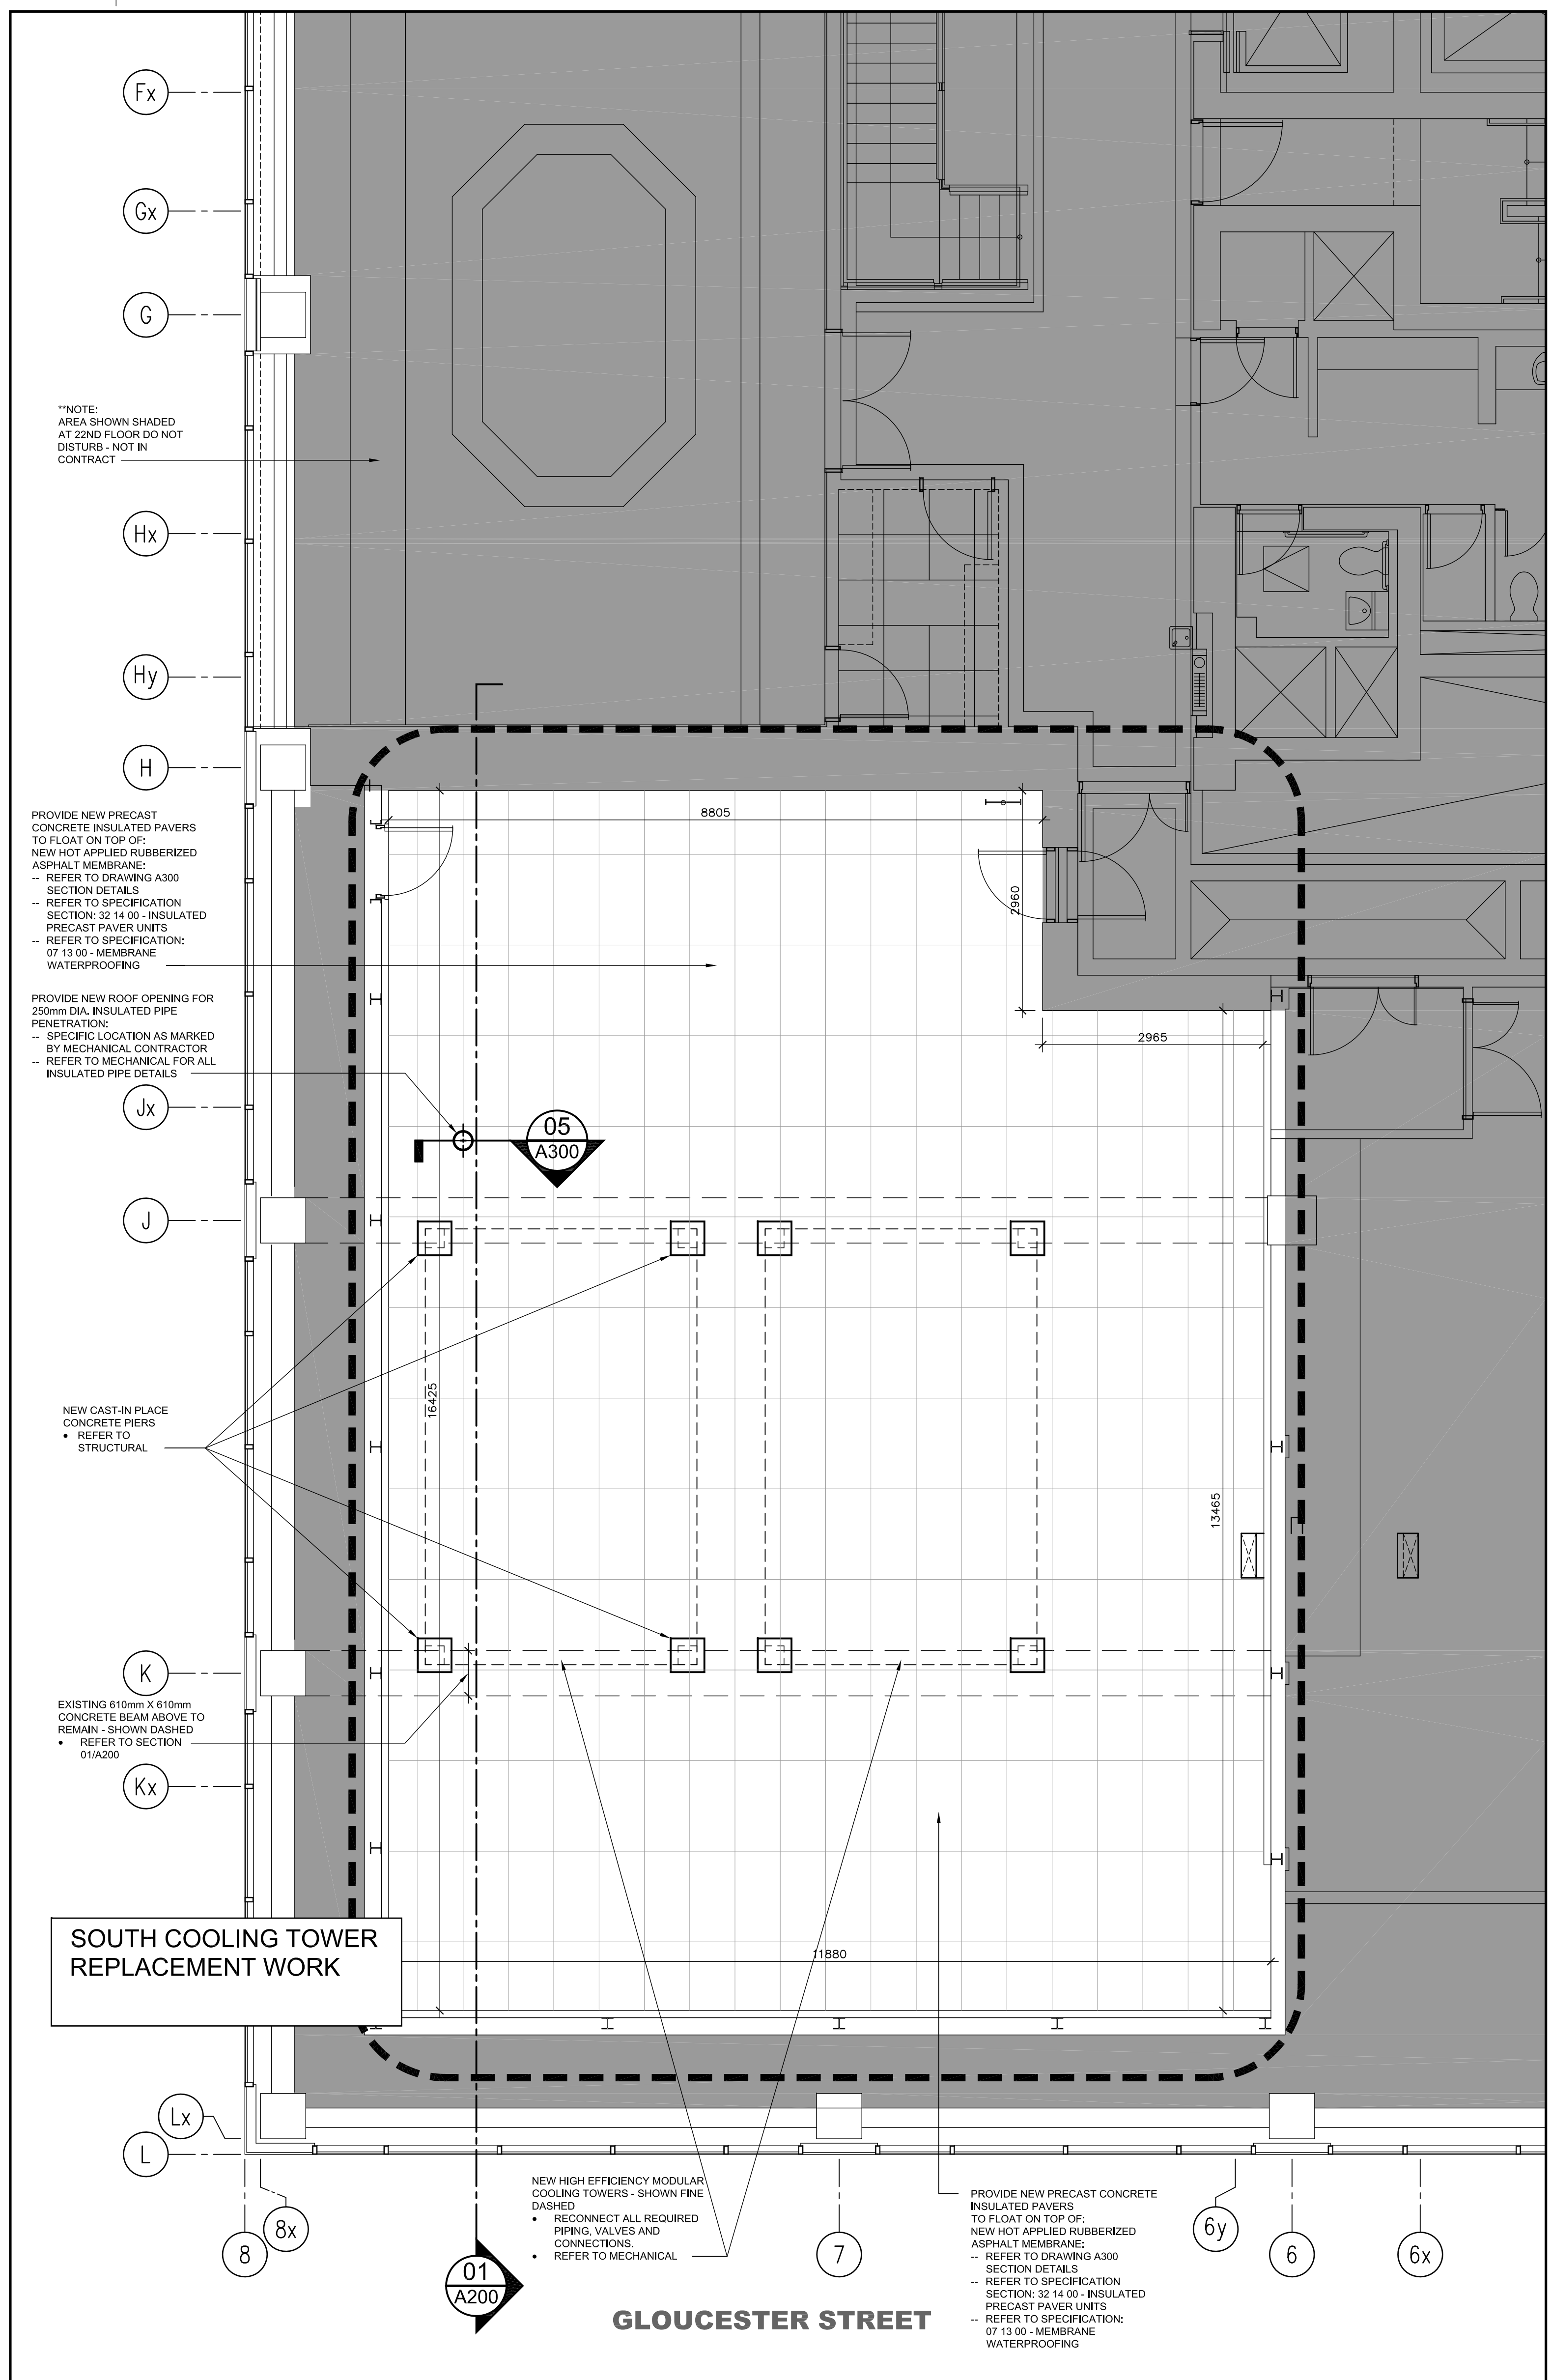 Fx
Gx
G
**NOTE:
AREA SHOWN SHADED
AT 22ND FLOOR DO NOT
DISTURB - NOT IN
CONTRACT
Hx
Hy
H
PROVIDE NEW PRECAST
CONCRETE INSULATED PAVERS
TO FLOAT ON TOP OF:
NEW HOT APPLIED RUBBERIZED
ASPHALT MEMBRANE:
-- REFER TO DRAWING A300
SECTION DETAILS
-- REFER TO SPECIFICATION
SECTION: 32 14 00 - INSULATED
PRECAST PAVER UNITS
-- REFER TO SPECIFICATION:
07 13 00 - MEMBRANE
WATERPROOFING
8805
2960
2965
PROVIDE NEW ROOF OPENING FOR
250mm DIA. INSULATED PIPE
PENETRATION:
-- SPECIFIC LOCATION AS MARKED
BY MECHANICAL CONTRACTOR
-- REFER TO MECHANICAL FOR ALL
INSULATED PIPE DETAILS
Jx
05
A300
J
16425
NEW CAST-IN PLACE
CONCRETE PIERS
• REFER TO
STRUCTURAL
13465
K
EXISTING 610mm X 610mm
CONCRETE BEAM ABOVE TO
REMAIN - SHOWN DASHED
• REFER TO SECTION
01/A200
Kx
SOUTH COOLING TOWER
REPLACEMENT WORK
11880
Lx
L
8
8x
01
A200
NEW HIGH EFFICIENCY MODULAR
COOLING TOWERS - SHOWN FINE
DASHED
• RECONNECT ALL REQUIRED
PIPING, VALVES AND
CONNECTIONS.
• REFER TO MECHANICAL
7
PROVIDE NEW PRECAST CONCRETE
INSULATED PAVERS
TO FLOAT ON TOP OF:
NEW HOT APPLIED RUBBERIZED
ASPHALT MEMBRANE:
-- REFER TO DRAWING A300
SECTION DETAILS
-- REFER TO SPECIFICATION
SECTION: 32 14 00 - INSULATED
PRECAST PAVER UNITS
-- REFER TO SPECIFICATION:
07 13 00 - MEMBRANE
WATERPROOFING
6y
6
6x
GLOUCESTER STREET